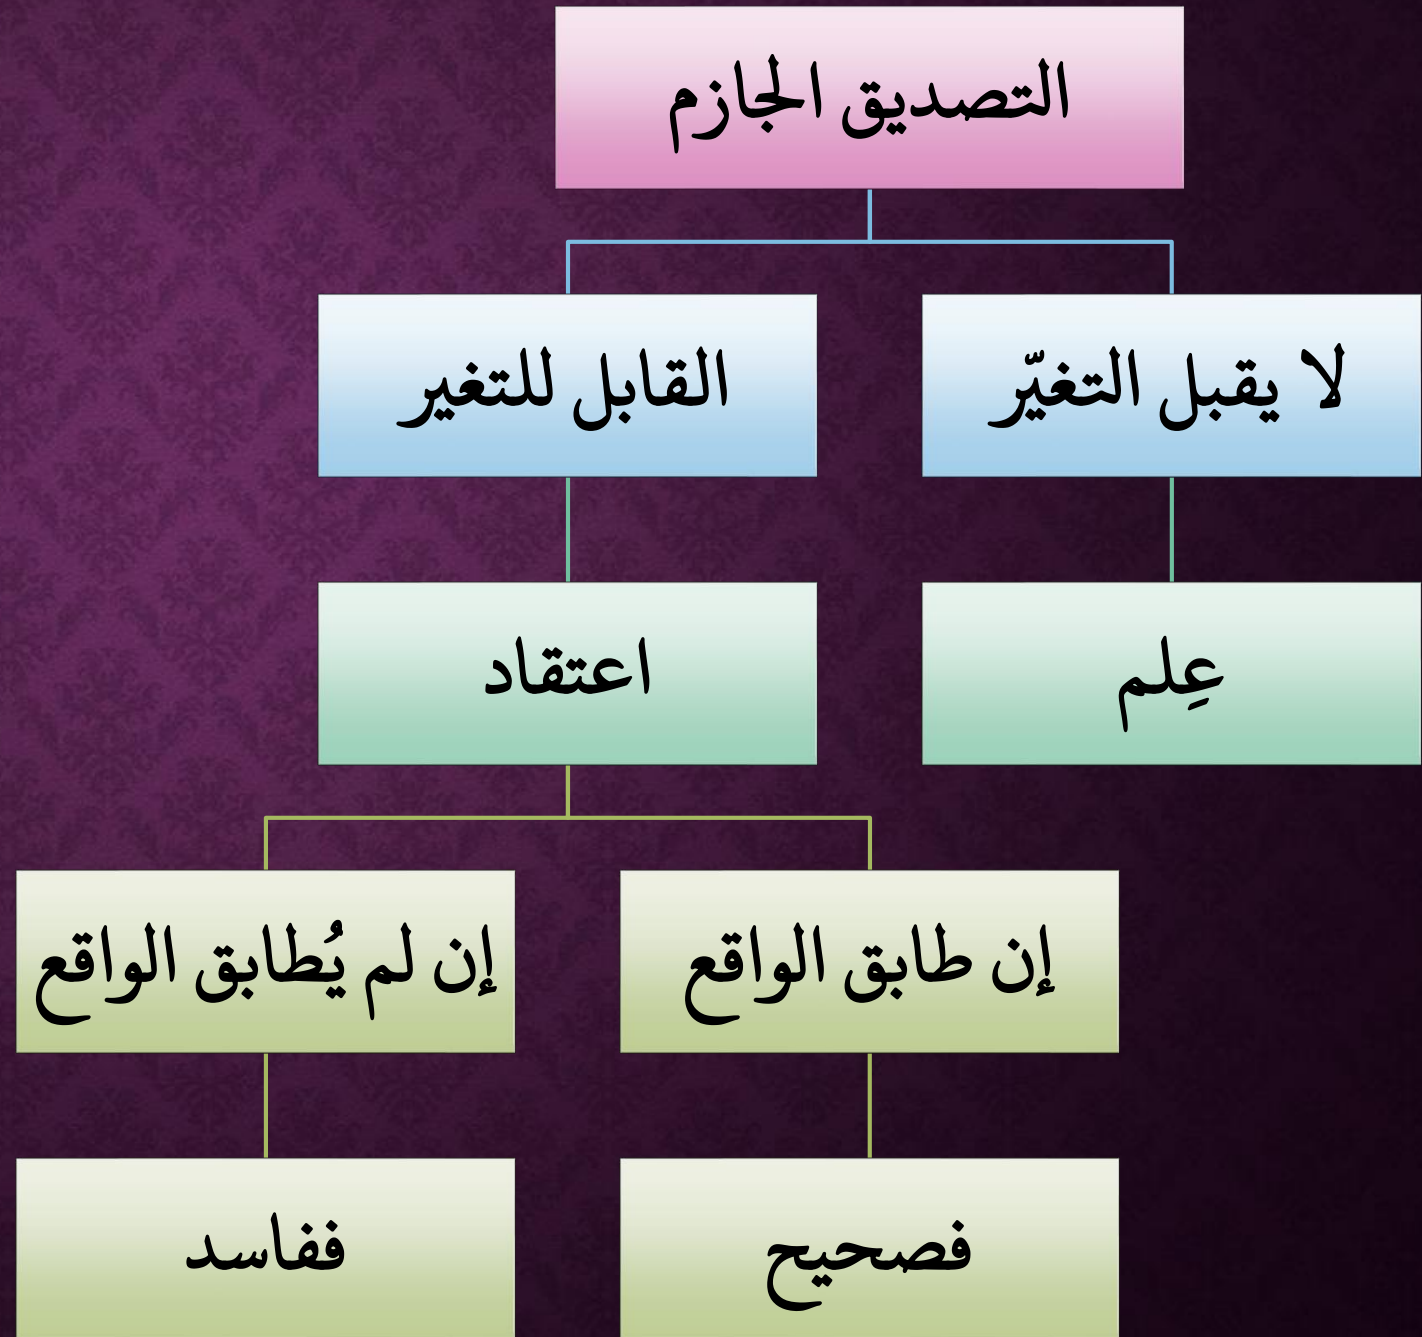 التصديق الجازم
لا يقبل التغيّر
القابل للتغير
عِلم
اعتقاد
إن طابق الواقع
إن لم يُطابق الواقع
فصحيح
ففاسد